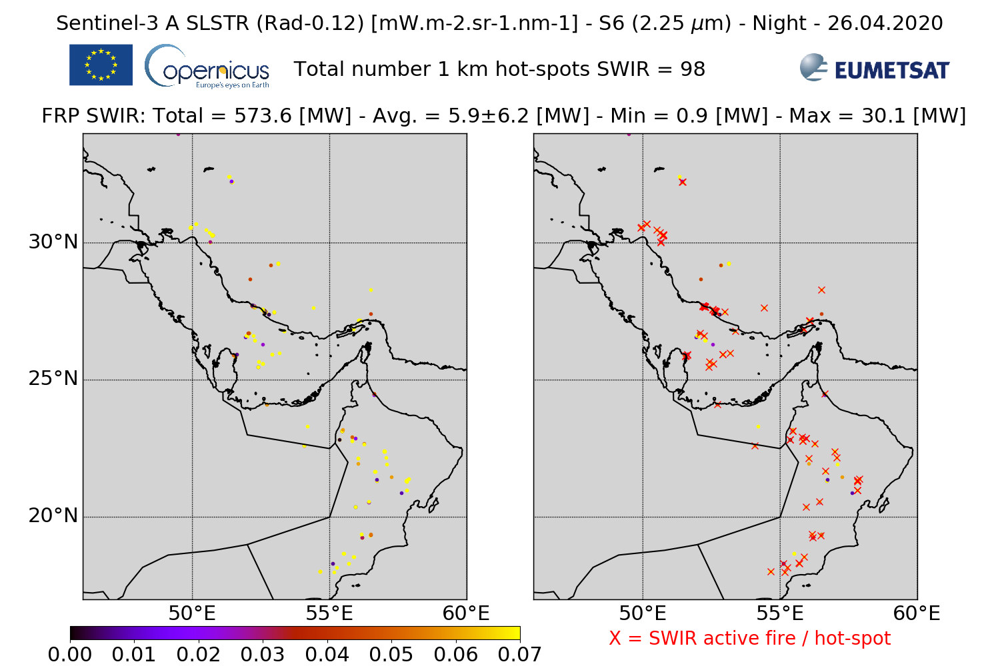 Sentinel-3 A SLSTR (Rad-0.12) [mW.m-2.sr-1.nm-1] - S6 (2.25 μm) - Night - 26.04.2020
opernicus
Europe's eyes on Earth
Total number 1 km hot-spots SWIR = 98
EUMETSAT
FRP SWIR: Total = 573.6 [MW] - Avg. = 5.9±6.2 [MW] - Min = 0.9 [MW] - Max = 30.1 [MW]
30°N
25°N
20°N
50°E 55°E 60°E
50°E 55°E 60°E
0.00 0.01 0.02 0.03 0.04 0.05 0.06 0.07
X = SWIR active fire / hot-spot